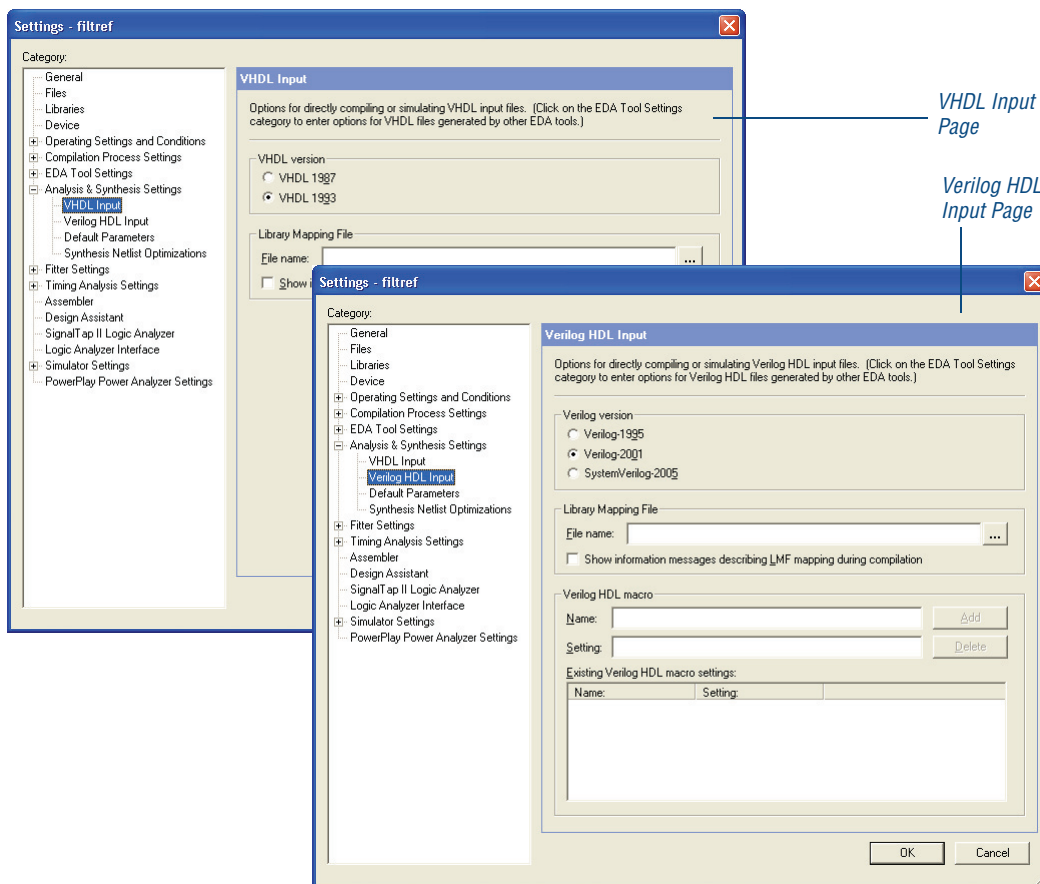 Settings - filtref
Category:
General
Files
Libraries
Device
Operating Settings and Conditions
Compilation Process Settings
EDA Tool Settings
Analysis & Synthesis Settings
VHDL Input
Verilog HDL Input
Default Parameters
Synthesis Netlist Optimizations
Fitter Settings
Timing Analysis Settings
Assembler
Design Assistant
SignalTap II Logic Analyzer
Logic Analyzer Interface
Simulator Settings
PowerPlay Power Analyzer Settings
VHDL Input
Options for directly compiling or simulating VHDL input files. (Click on the EDA Tool Settings
category to enter options for VHDL files generated by other EDA tools.)
VHDL version
VHDL 1987
VHDL 1993
Library Mapping File
File name:
...
Show i
VHDL Input
Page
Verilog HDL
Input Page
Settings - filtref
Category:
General
Files
Libraries
Device
Operating Settings and Conditions
Compilation Process Settings
EDA Tool Settings
Analysis & Synthesis Settings
VHDL Input
Verilog HDL Input
Default Parameters
Synthesis Netlist Optimizations
Fitter Settings
Timing Analysis Settings
Assembler
Design Assistant
SignalTap II Logic Analyzer
Logic Analyzer Interface
Simulator Settings
PowerPlay Power Analyzer Settings
Verilog HDL Input
Options for directly compiling or simulating Verilog HDL input files. (Click on the EDA Tool Settings
category to enter options for Verilog HDL files generated by other EDA tools.)
Verilog version
Verilog-1995
Verilog-2001
SystemVerilog-2005
Library Mapping File
File name:
...
Show information messages describing LMF mapping during compilation
Verilog HDL macro
Name:
Add
Setting:
Delete
Existing Verilog HDL macro settings:
Name: Setting:
OK Cancel